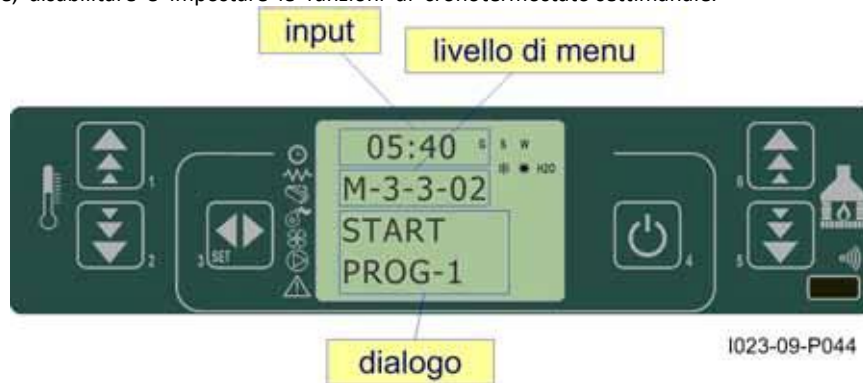 disabilitare e impostare le funzioni di cronotermostato settimanale.
input
livello di menu
05:40 G S W
H2O
M-3-3-02
START
PROG-1
1
2
3
SET
4
6
5
dialogo
I023-09-P044